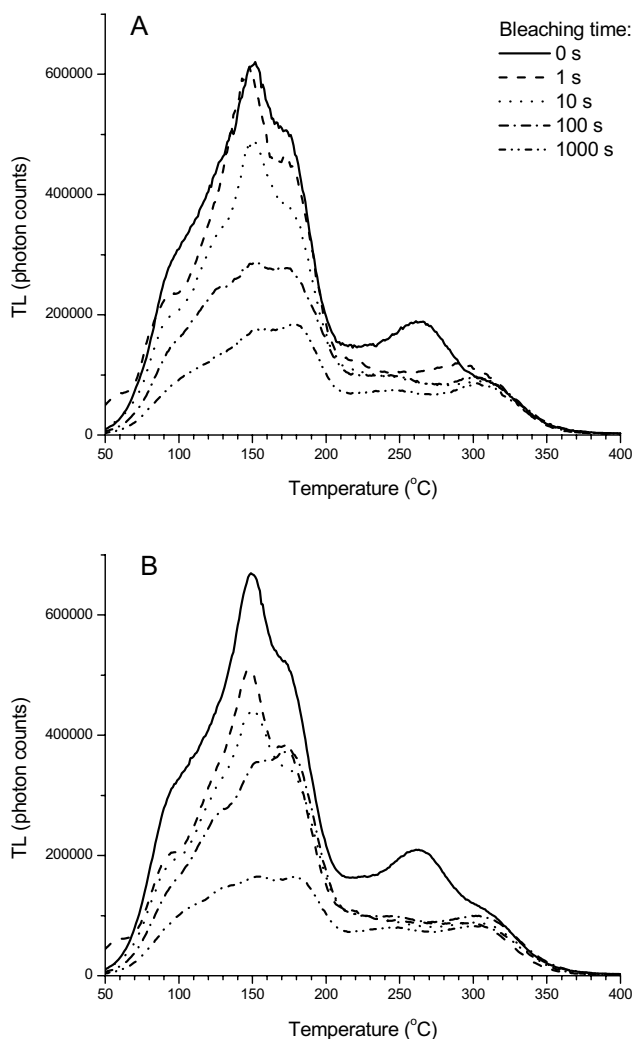 A
Bleaching time:
0 s
1 s
10 s
100 s
1000 s
TL (photon counts)
600000
400000
200000
0
50 100 150 200 250 300 350 400
Temperature (°C)
B
TL (photon counts)
600000
400000
200000
0
50 100 150 200 250 300 350 400
Temperature (°C)